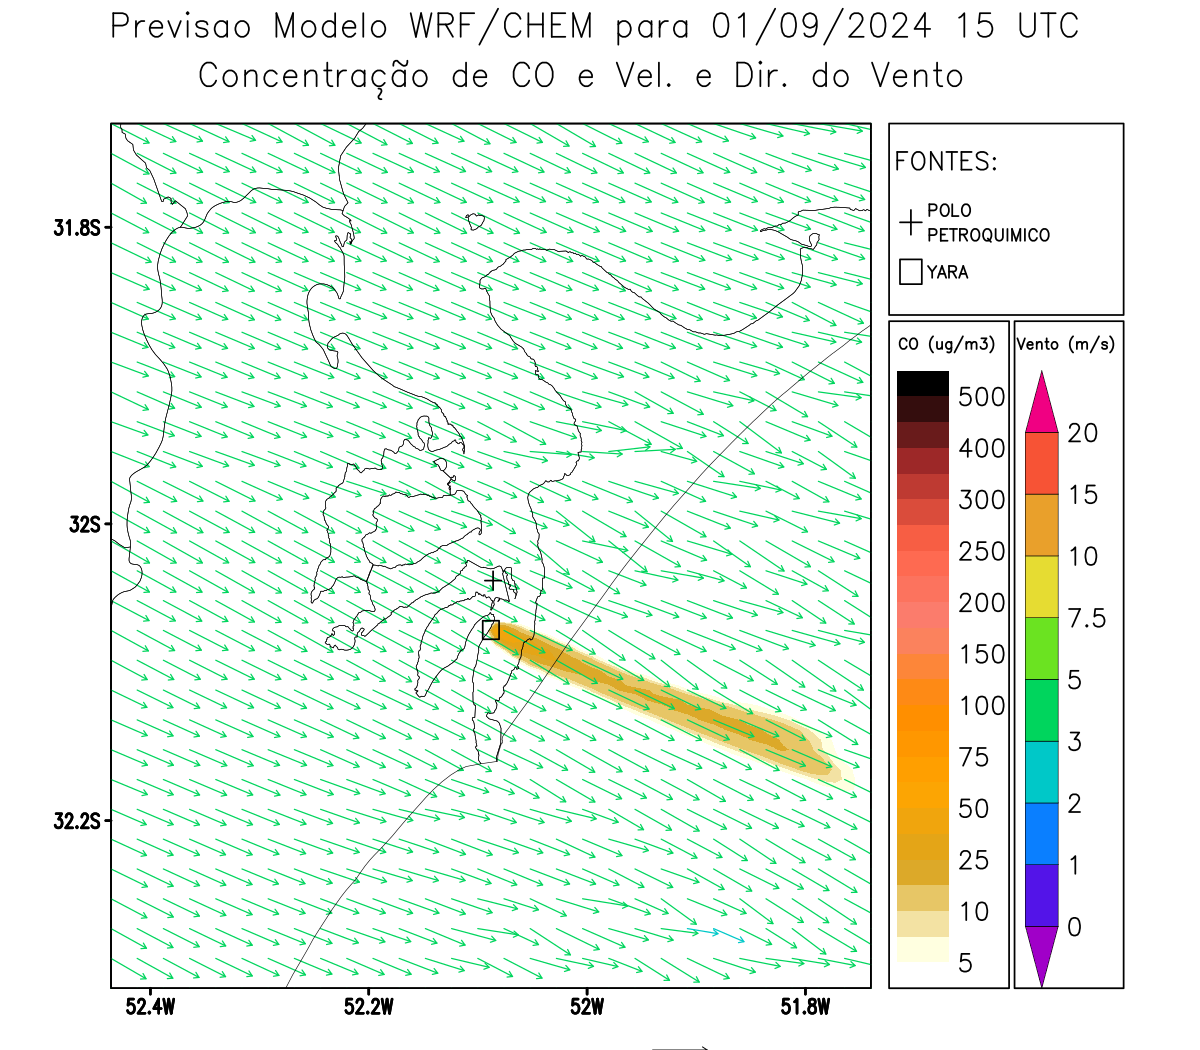 Previsao Modelo WRF/CHEM para 01/09/2024 15 UTC
Concentração de CO e Vel. e Dir. do Vento
FONTES:
POLO
PETROQUIMICO
YARA
CO (ug/m3)
500
400
300
250
200
150
100
75
50
25
10
5
Vento (m/s)
20
15
10
7.5
5
3
2
1
0
31.8S
32S
32.2S
52.4W
52.2W
52W
51.8W